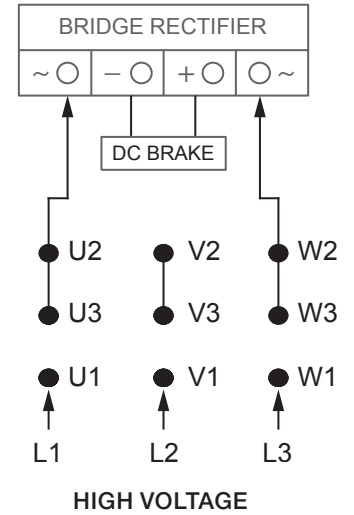 BRIDGE RECTIFIER
~ − + ~
DC BRAKE
U2 V2 W2
U3 V3 W3
U1 V1 W1
L1 L2 L3
HIGH VOLTAGE